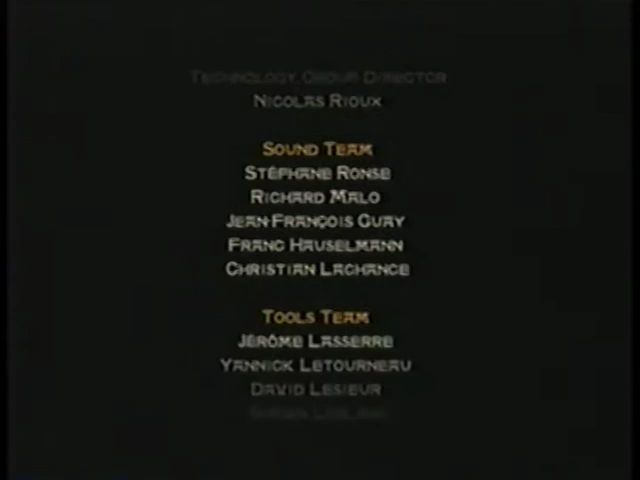 Technology Group Director
Nicolas Rioux
Sound Team
Stéphane Ronse
Richard Malo
Jean-François Guay
Franc Hauselmann
Christian Lachance
Tools Team
Jérôme Lasserre
Yannick Letourneau
David Lesieur